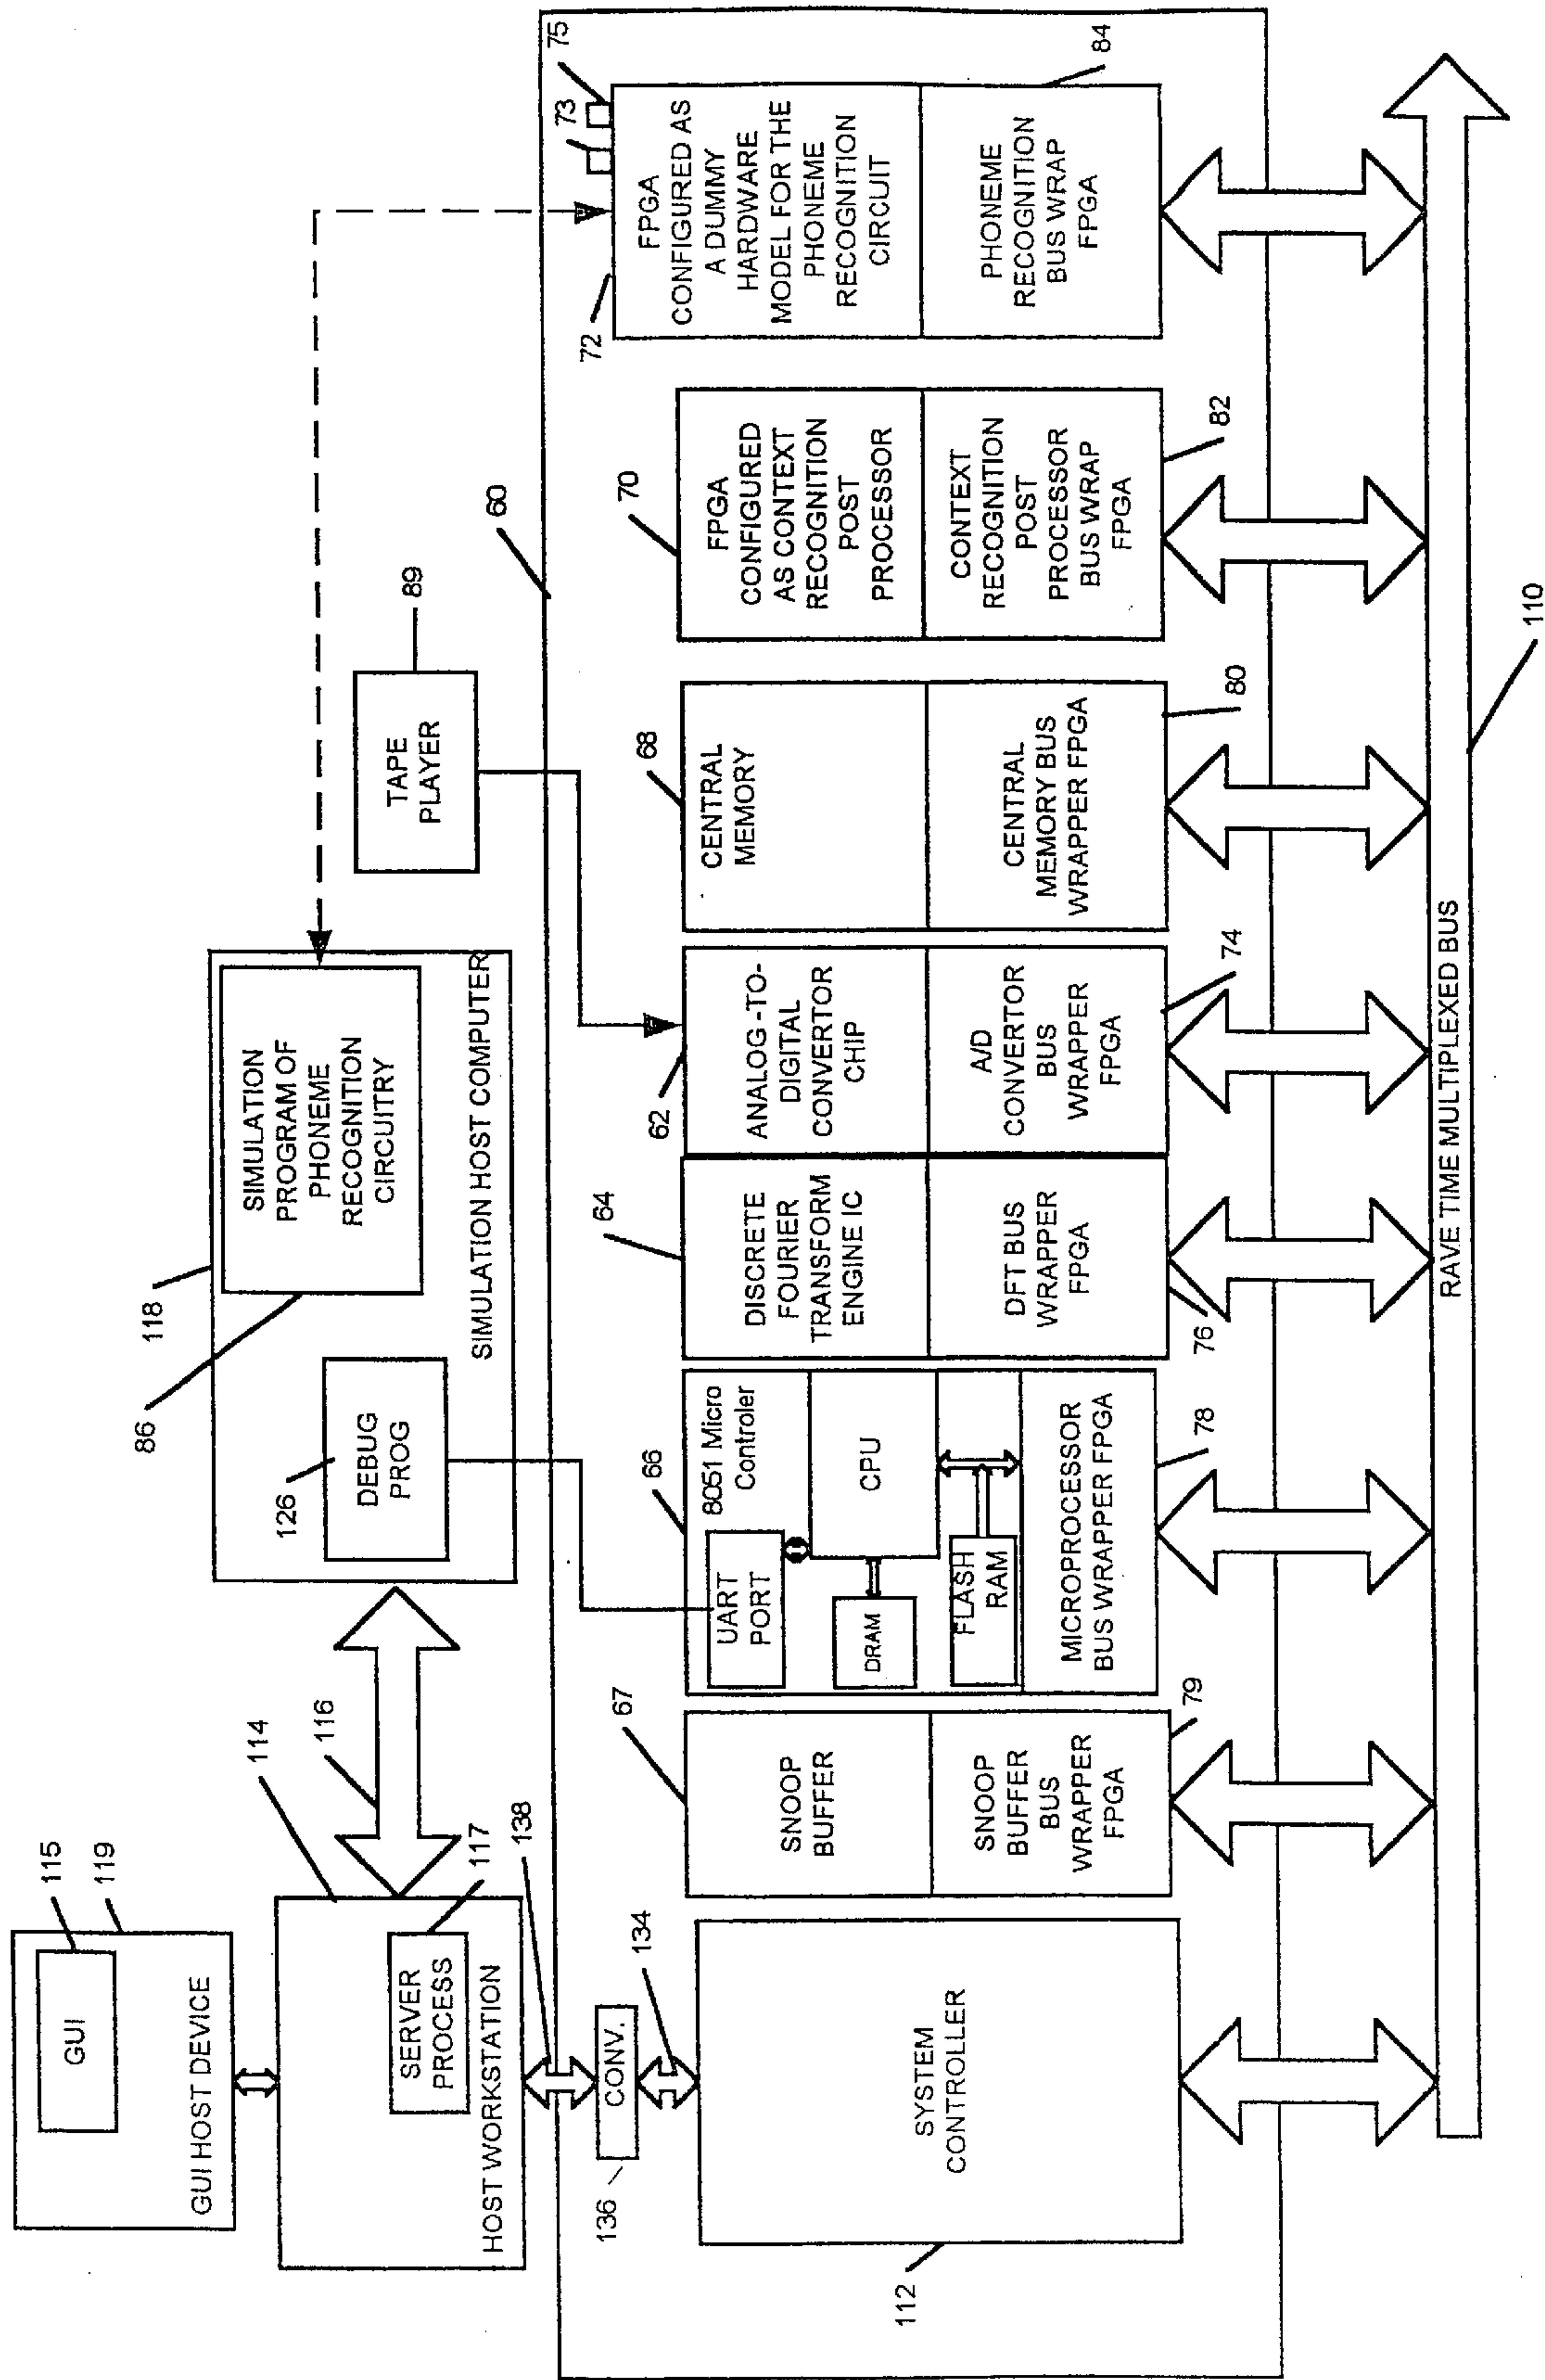 115
119
GUI
GUI HOST DEVICE
114
116
117
SERVER
PROCESS
HOST WORKSTATION
138
118
86
126
DEBUG
PROG
SIMULATION
PROGRAM OF
PHONEME
RECOGNITION
CIRCUITRY
SIMULATION HOST COMPUTER
TAPE
PLAYER
89
60
136
CONV.
134
112
SYSTEM
CONTROLLER
67
SNOOP
BUFFER
SNOOP
BUFFER
BUS
WRAPPER
FPGA
79
66
8051 Micro
Controler
UART
PORT
CPU
DRAM
FLASH
RAM
MICROPROCESSOR
BUS WRAPPER FPGA
78
64
DISCRETE
FOURIER
TRANSFORM
ENGINE IC
DFT BUS
WRAPPER
FPGA
76
62
ANALOG -TO-
DIGITAL
CONVERTOR
CHIP
A/D
CONVERTOR
BUS
WRAPPER
FPGA
74
68
CENTRAL
MEMORY
CENTRAL
MEMORY BUS
WRAPPER FPGA
80
70
FPGA
CONFIGURED
AS CONTEXT
RECOGNITION
POST
PROCESSOR
CONTEXT
RECOGNITION
POST
PROCESSOR
BUS WRAP
FPGA
82
72
73
75
FPGA
CONFIGURED AS
A DUMMY
HARDWARE
MODEL FOR THE
PHONEME
RECOGNITION
CIRCUIT
PHONEME
RECOGNITION
BUS WRAP
FPGA
84
RAVE TIME MULTIPLEXED BUS
110